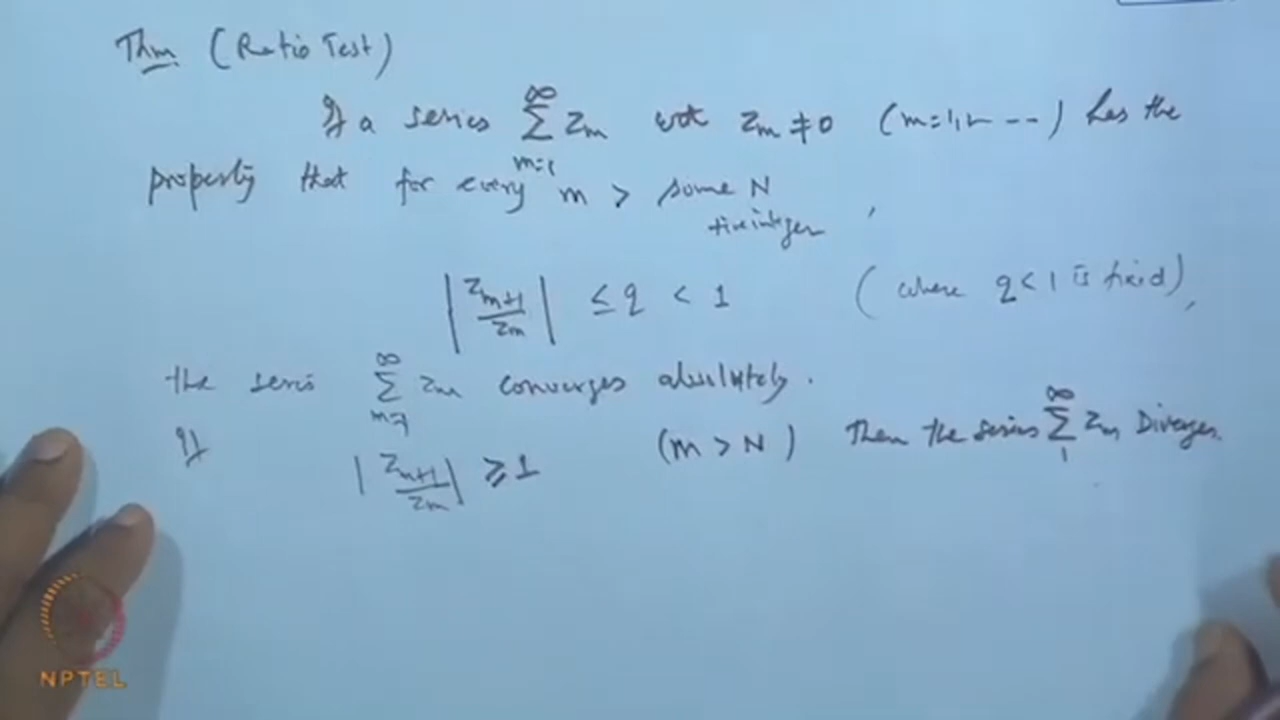 Thm (Ratio Test)
If a series ∑_{m=1}^{∞} z_m with z_m ≠ 0 (m=1,2 ---) has the
property that for every m > some N
+ive integer ,
|z_{m+1}/z_m| ≤ q < 1 (where q<1 is fixed),
the series ∑_{m=1}^{∞} z_m converges absolutely.
If |z_{m+1}/z_m| ≥ 1 (m > N) Then the series ∑_{1}^{∞} z_m Diverges.
NPTEL